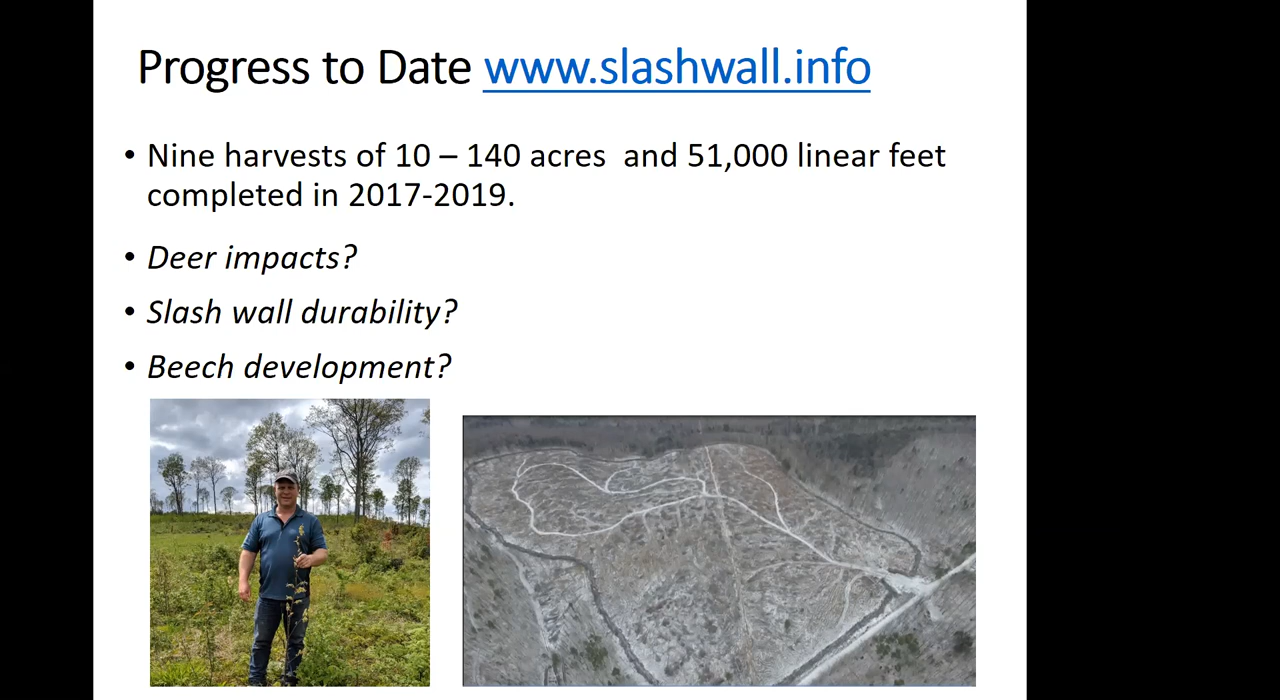 Progress to Date www.slashwall.info
• Nine harvests of 10 – 140 acres and 51,000 linear feet
completed in 2017-2019.
• Deer impacts?
• Slash wall durability?
• Beech development?